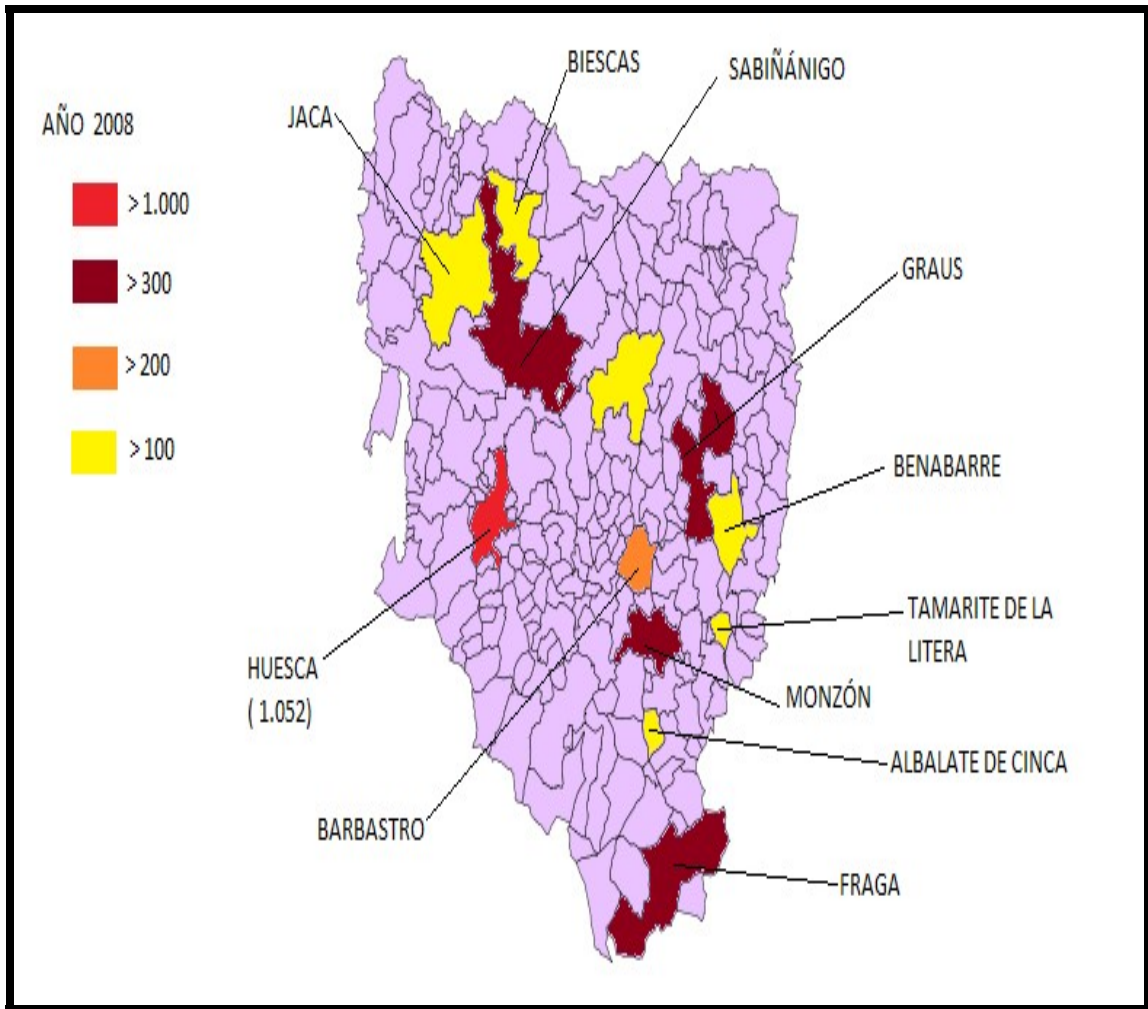 BIESCAS
SABIÑÁNIGO
JACA
AÑO 2008
>1.000
>300
>200
>100
GRAUS
BENABARRE
TAMARITE DE LA
LITERA
HUESCA
( 1.052)
MONZÓN
ALBALATE DE CINCA
BARBASTRO
FRAGA